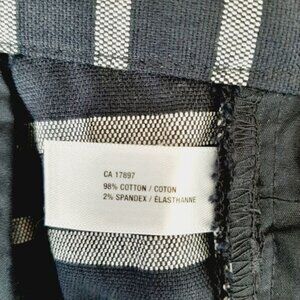 CA 17897
98% COTTON / COTON
2% SPANDEX / ÉLASTHANNE